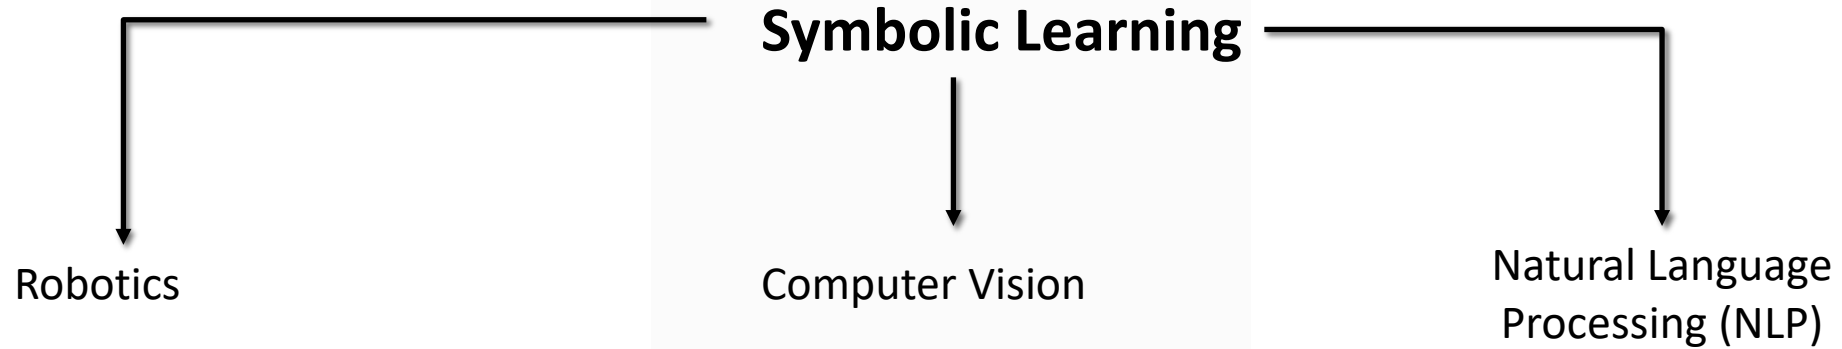 Symbolic Learning
Robotics
Computer Vision
Natural Language
Processing (NLP)